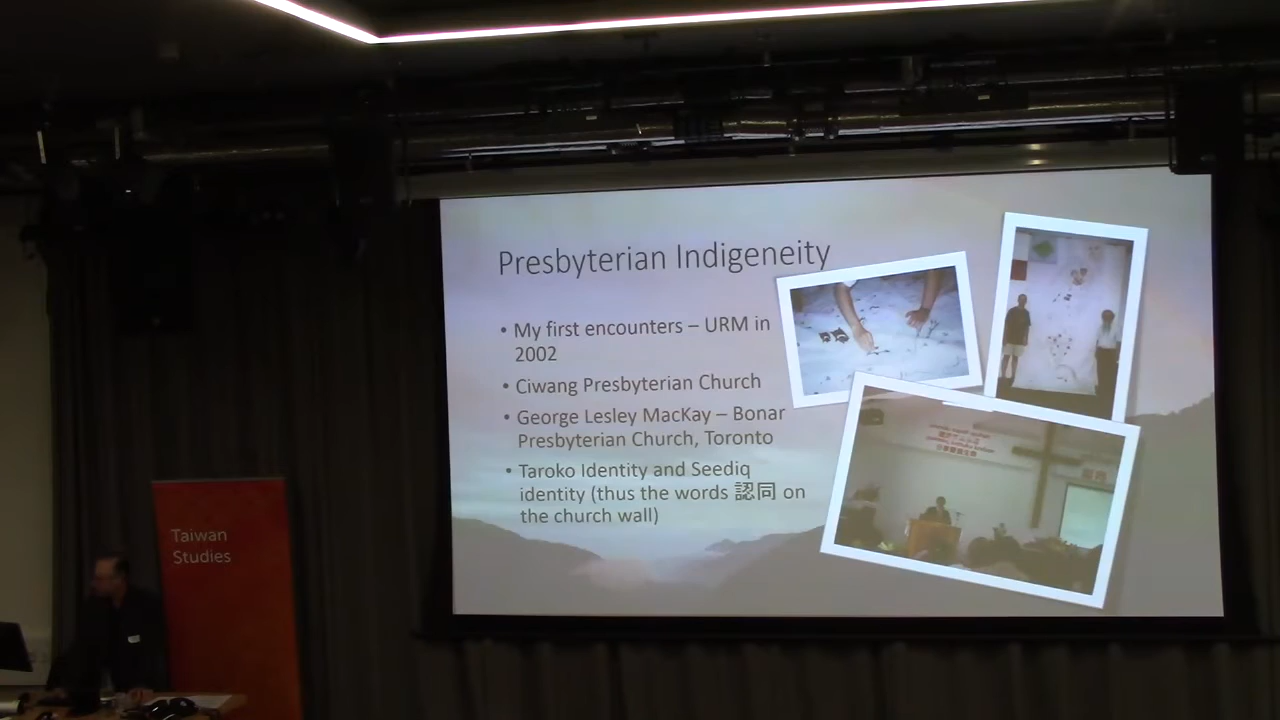 Presbyterian Indigeneity
• My first encounters – URM in
2002
• Ciwang Presbyterian Church
• George Lesley MacKay – Bonar
Presbyterian Church, Toronto
• Taroko Identity and Seediq
identity (thus the words 認同 on
the church wall)
Taiwan
Studies